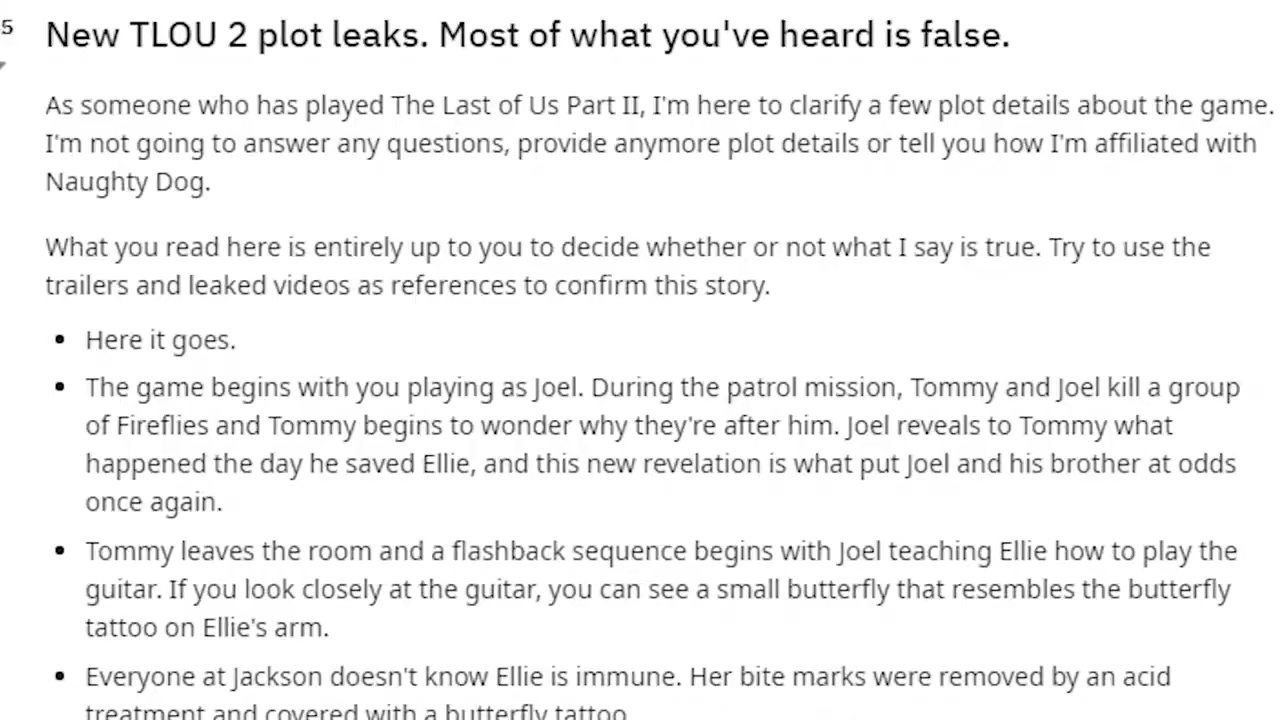 5
New TLOU 2 plot leaks. Most of what you've heard is false.
As someone who has played The Last of Us Part II, I'm here to clarify a few plot details about the game.
I'm not going to answer any questions, provide anymore plot details or tell you how I'm affiliated with
Naughty Dog.
What you read here is entirely up to you to decide whether or not what I say is true. Try to use the
trailers and leaked videos as references to confirm this story.
• Here it goes.
• The game begins with you playing as Joel. During the patrol mission, Tommy and Joel kill a group
of Fireflies and Tommy begins to wonder why they're after him. Joel reveals to Tommy what
happened the day he saved Ellie, and this new revelation is what put Joel and his brother at odds
once again.
• Tommy leaves the room and a flashback sequence begins with Joel teaching Ellie how to play the
guitar. If you look closely at the guitar, you can see a small butterfly that resembles the butterfly
tattoo on Ellie's arm.
• Everyone at Jackson doesn't know Ellie is immune. Her bite marks were removed by an acid
treatment and covered with a butterfly tattoo